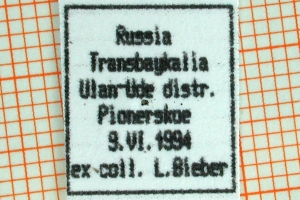 Russia
Transbaykalia
Ulan-Ude distr.
Pionerskoe
9.VI.1994
ex coll. L.Bieber